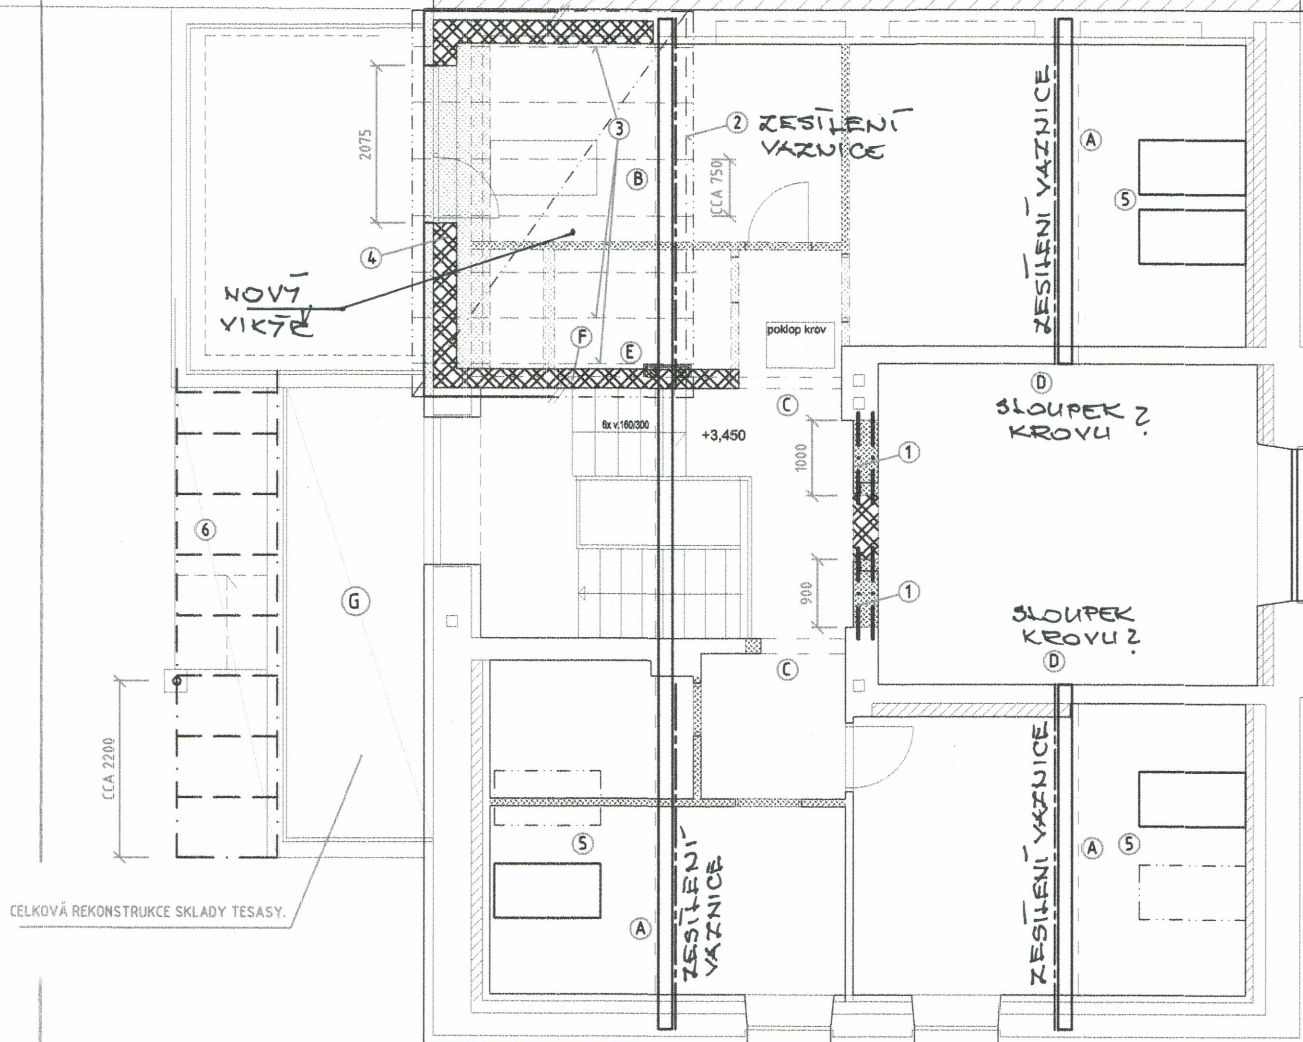 2075
3
2
ZESÍLENÍ
VAZNICE
CCA 750
B
ZESÍLENÍ VAZNICE
A
5
4
NOVÝ
VIKÝŘ
F
E
poklop krov
D
SLOUPEK ?
KROVU
C
6x v.160/300
+3,450
1000
1
6
G
900
1
SLOUPEK
KROVU ?
D
C
CCA 2200
S
A
ZESÍLENÍ
VAZNICE
ZESÍLENÍ VAZNICE
A
5
CELKOVÁ REKONSTRUKCE SKLADY TESASY.